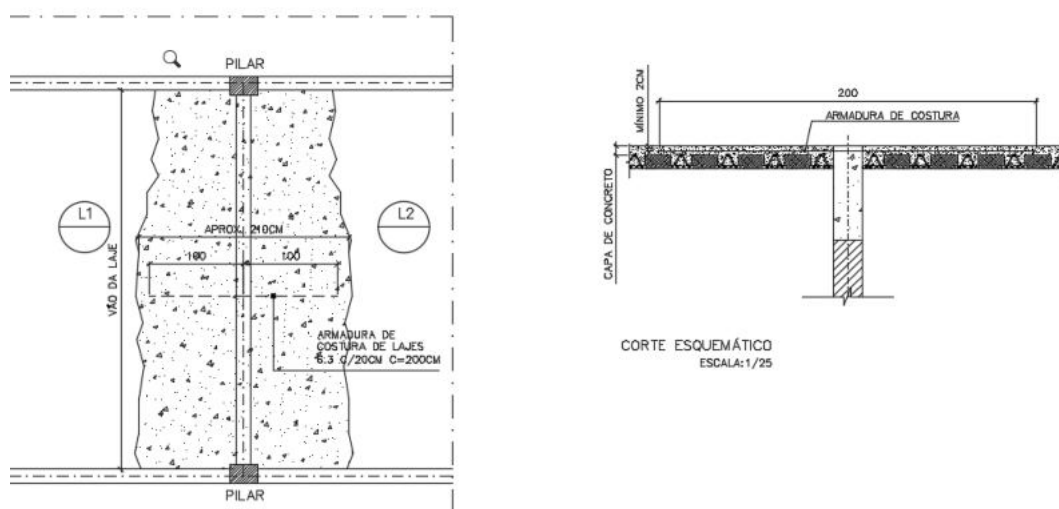 PILAR
L1
L2
APROX. 210CM
100
100
VÃO DA LAJE
ARMADURA DE
COSTURA DE LAJES
6.3 C/20CM C=200CM
PILAR
MÍNIMO 2CM
200
ARMADURA DE COSTURA
CAPA DE CONCRETO
CORTE ESQUEMÁTICO
ESCALA:1/25